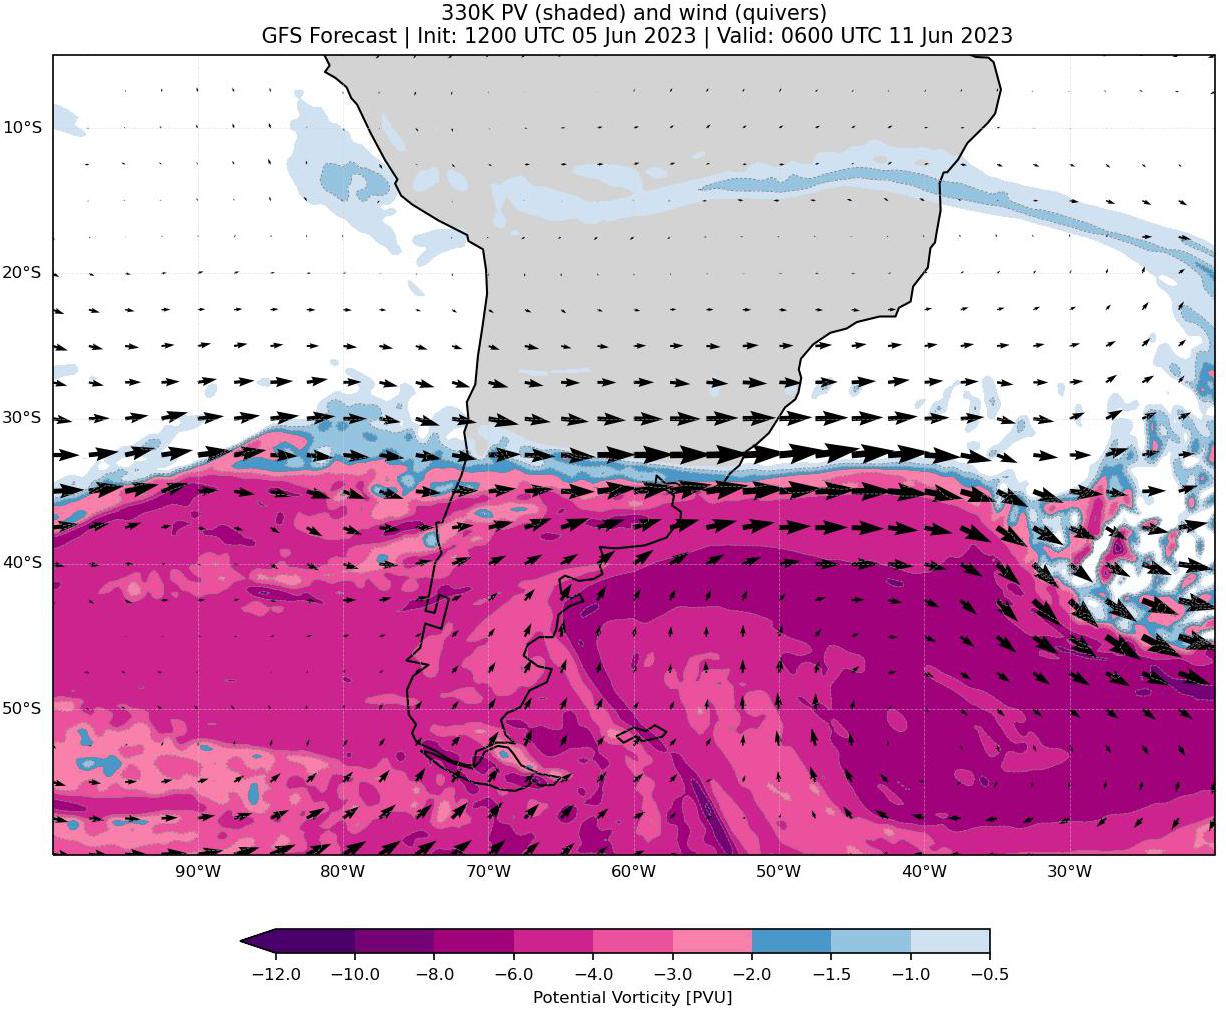 330K PV (shaded) and wind (quivers)
GFS Forecast | Init: 1200 UTC 05 Jun 2023 | Valid: 0600 UTC 11 Jun 2023
10°S
20°S
30°S
40°S
50°S
90°W 80°W 70°W 60°W 50°W 40°W 30°W
−12.0 −10.0 −8.0 −6.0 −4.0 −3.0 −2.0 −1.5 −1.0 −0.5
Potential Vorticity [PVU]